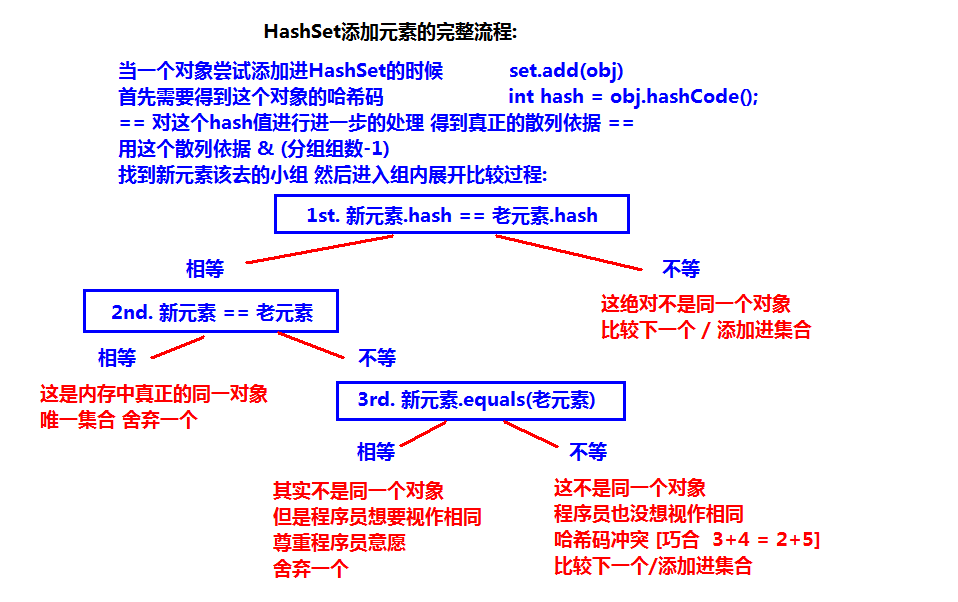 HashSet添加元素的完整流程:
当一个对象尝试添加进HashSet的时候 set.add(obj)
首先需要得到这个对象的哈希码 int hash = obj.hashCode();
== 对这个hash值进行进一步的处理 得到真正的散列依据 ==
用这个散列依据 & (分组组数-1)
找到新元素该去的小组 然后进入组内展开比较过程:
1st. 新元素.hash == 老元素.hash
相等
不等
2nd. 新元素 == 老元素
这绝对不是同一个对象
比较下一个 / 添加进集合
相等
不等
这是内存中真正的同一对象
唯一集合 舍弃一个
3rd. 新元素.equals(老元素)
相等
不等
其实不是同一个对象
但是程序员想要视作相同
尊重程序员意愿
舍弃一个
这不是同一个对象
程序员也没想视作相同
哈希码冲突 [巧合 3+4 = 2+5]
比较下一个/添加进集合